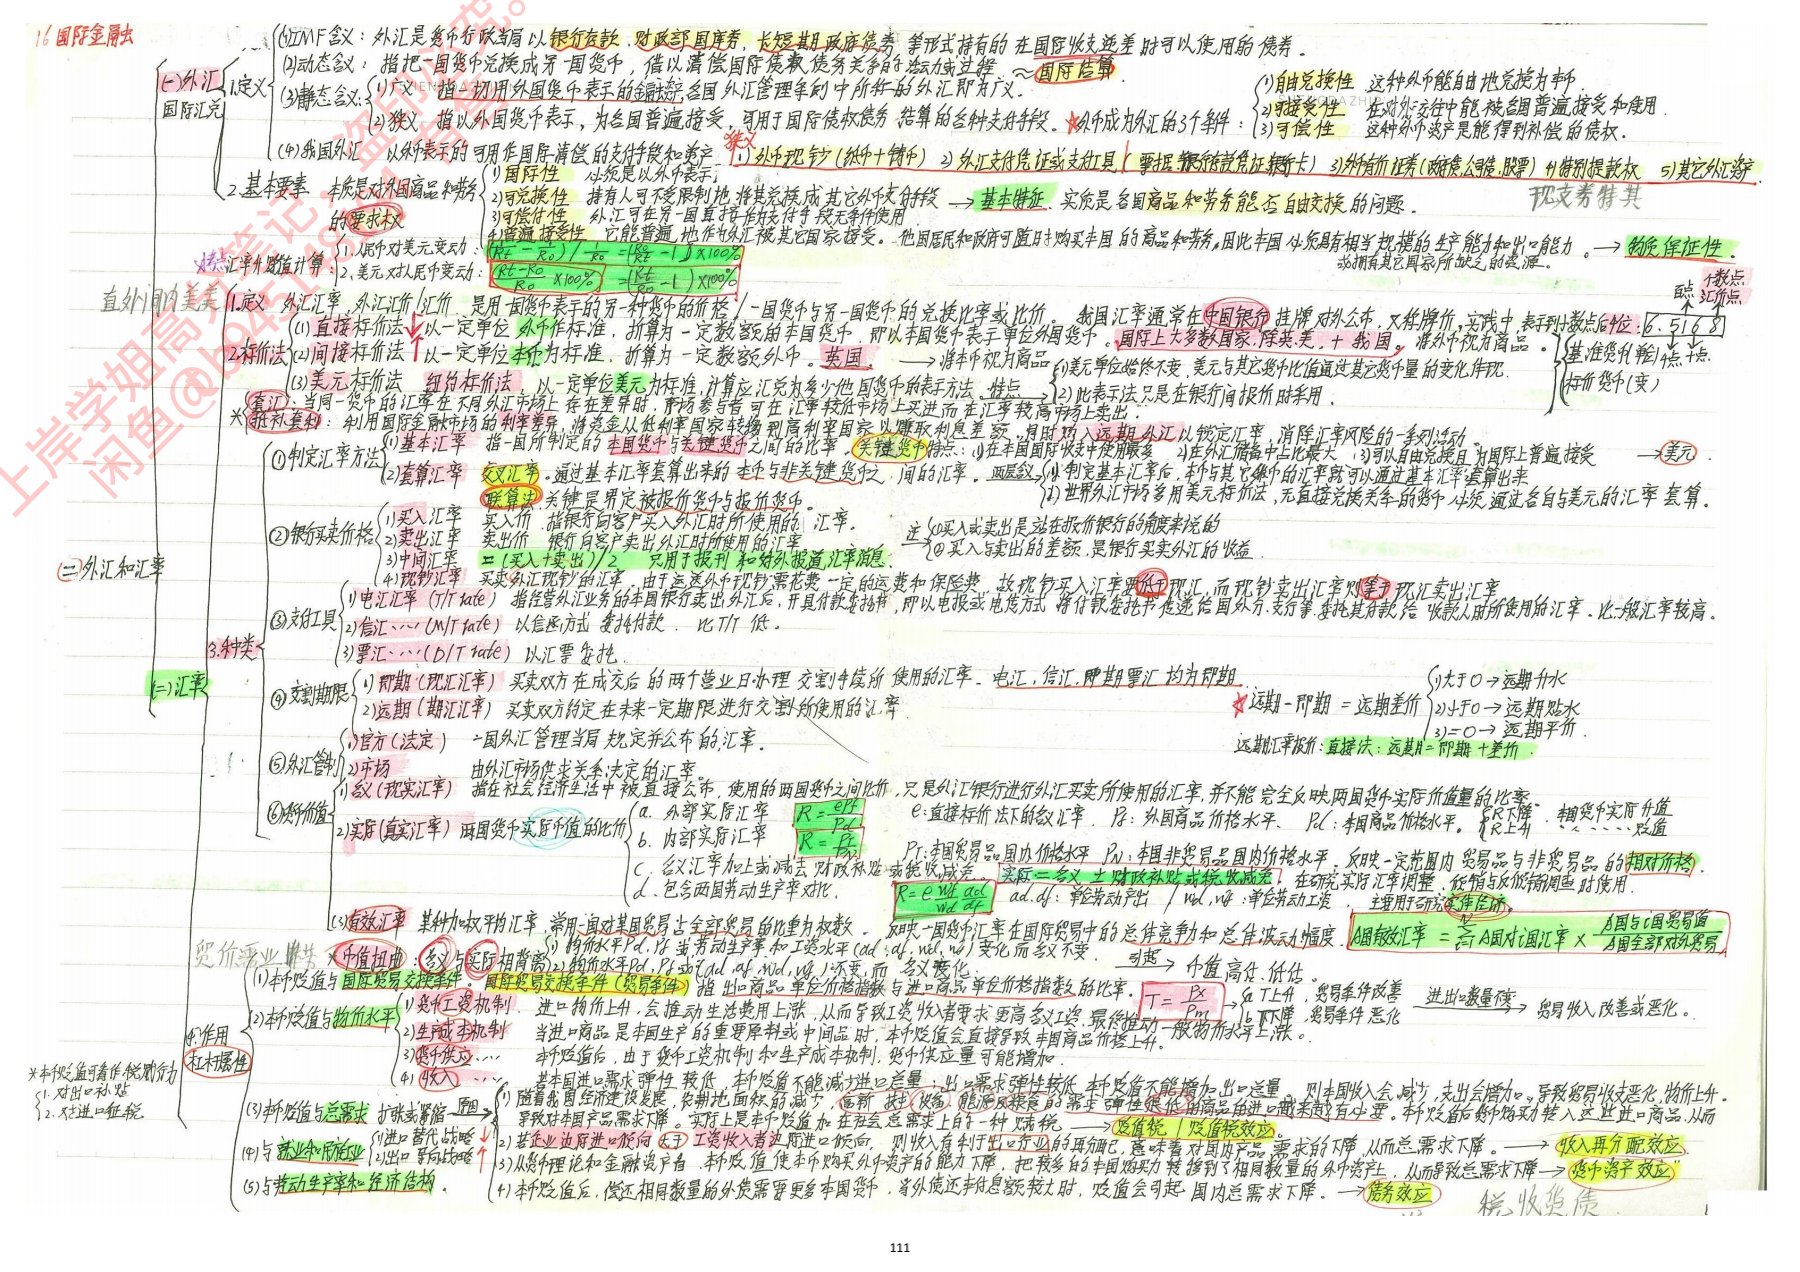 16 国际金融
(一)外汇 国际汇兑
1.定义
(1)IMF含义：外汇是货币行政当局以银行存款、财政部国库券、长短期政府债券等形式持有的在国际收支逆差时可以使用的债券。
(2)动态含义：指把一国货币兑换成另一国货币，借以清偿国际债权债务关系的活动或过程 ≈ 国际结算.
(3)静态含义：
(1)广义 指一切用外国货币表示的金融资产,各国外汇管理条例中所称的外汇即为广义。
(2)狭义 指以外国货币表示，为各国普遍接受，可用于国际债权债务结算的各种支付手段。
★外币成为外汇的3个条件：
(1)自由兑换性 这种外币能自由地兑换为本币
(2)可接受性 在对外交往中能被各国普遍接受和使用
(3)可偿性 这种外币资产是能得到补偿的债权.
(4)我国外汇 以外币表示的可用作国际清偿的支付手段和资产
狭义
1)外币现钞(纸币+铸币) 2)外汇支付凭证或支付工具(票据、银行存款凭证、银行卡) 3)外币有价证券(政府债、公司债、股票) 4)特别提款权 5)其它外汇资产
现支券特其
2.基本要素 本质是对外国商品和劳务的要求权
1)国际性 必须是以外币表示；
2)可兑换性 持有人可不受限制地将其兑换成其它外币支付手段 → 基本特征. 实质是各国商品和劳务能否自由交换的问题.
3)可偿付性 外汇可在另一国直接作为支付手段无条件使用
4)普遍接受性 它能普遍地作为外汇被其它国家接受。他国居民和政府可随时购买本国的商品和劳务,因此本国必须具有相当规模的生产能力和出口能力. → 物质保证性.
或拥有其它国家所缺乏的资源.
考点 汇率升贬值计算：
1.人民币对美元变动：(1/Rt − 1/R0) / 1/R0 = (R0/Rt − 1)×100%
2.美元对人民币变动：(Rt−R0)/R0 ×100% = (Rt/R0 − 1)×100%
直外间内美美
(二)外汇和汇率
(二)汇率
1.定义 外汇汇率、外汇汇价/汇价 是用一国货币表示的另一种货币的价格/一国货币与另一国货币的兑换比率或比价. 我国汇率通常在中国银行挂牌对外公布，又称牌价,实践中,表示到小数点后4位：6.5168
百点 个数点 汇价点
基准货币(单位) 4点 十点.
标价货币(变)
2.标价法
(1)直接标价法 以一定单位外币作标准，折算为一定数额的本国货币，即以本国货币表示单位外国货币. 国际上大多数国家,除英、美,+我国. 将外币视为商品.
(2)间接标价法 以一定单位本币为标准，折算为一定数额外币. 英国 → 将本币视为商品
(3)美元标价法 纽约标价法 以一定单位美元为标准,计算应汇兑为多少他国货币的表示方法. 特点→
(1)美元单位始终不变,美元与其它货币比值通过其它货币量的变化体现.
(2)此表示法只是在银行间报价时采用.
套汇：当同一货币的汇率在不同外汇市场上存在差异时，市场参与者可在汇率较低市场上买进而在汇率较高市场上卖出；
*抵补套利：利用国际金融市场的利率差异，将资金从低利率国家转移到高利率国家以赚取利息差额，同时购入远期外汇以锁定汇率，消除汇率风险的一系列活动.
3.种类
①制定汇率方法
(1)基本汇率 指一国所制定的本国货币与关键货币之间的比率. 关键货币特点：(1)在本国国际收支中使用最多 2)在外汇储备中占比最大 (3)可以自由兑换且为国际上普遍接受 → 美元.
(2)套算汇率 交叉汇率. 通过基本汇率套算出来的本币与非关键货币之间的汇率. 两层含义
(1)制定基本汇率后，本币与其它外币的汇率就可以通过基本汇率套算出来
(2)世界外汇市场多用美元标价法，无直接兑换关系的货币必须通过各自与美元的汇率套算.
联算法 关键是界定被报价货币与报价货币.
②银行买卖价格
(1)买入汇率 买入价 指银行向客户买入外汇时所使用的汇率.
2)卖出汇率 卖出价 银行向客户卖出外汇时所使用的汇率
3)中间汇率 =(买入+卖出)/2 只用于报刊和对外报道汇率消息.
注 (1)买入或卖出是站在报价银行的角度来说的
(2)买入与卖出的差额,是银行买卖外汇的收益.
(4)现钞汇率 买卖外汇现钞的汇率. 由于运送外币现钞需花费一定的运费和保险费，故现钞买入汇率要低于现汇，而现钞卖出汇率则等于现汇卖出汇率
③支付工具
1)电汇汇率(T/T rate) 指经营外汇业务的本国银行卖出外汇后，开具付款委托书，即以电报或电传方式将付款委托书传递给国外分支行等委托其付款给收款人时所使用的汇率. 比一般汇率较高.
2)信汇…(M/T rate) 以信函方式委托付款. 比T/T低.
3)票汇…(D/T rate) 以汇票委托.
④交割期限
1)即期(现汇汇率) 买卖双方在成交后的两个营业日办理交割手续所使用的汇率. 电汇,信汇,即期票汇均为即期.
2)远期(期汇汇率) 买卖双方约定在未来一定期限进行交割所使用的汇率.
★远期−即期=远期差价
1)大于0→远期升水
2)小于0→远期贴水
3)=0→远期平价.
远期汇率报价：直接法：远期=即期+差价.
⑤外汇管制
1)官方(法定) 一国外汇管理当局规定并公布的汇率.
2)市场 由外汇市场供求关系决定的汇率.
⑥货币价值
1)名义(现实汇率) 指在社会经济生活中被直接公布，使用的两国货币之间比价，只是外汇银行进行外汇买卖所使用的汇率,并不能完全反映两国货币实际价值量的比率.
2)实际(真实汇率) 两国货币实际币值的比价
a. 外部实际汇率 R=ePf/Pd e:直接标价法下的名义汇率. Pf:外国商品价格水平. Pd:本国商品价格水平. R下降. 本国货币实际升值 R上升 ……贬值
b. 内部实际汇率 R=PT/PN PT:本国贸易品国内价格水平 PN:本国非贸易品国内价格水平. 反映一定范围内贸易品与非贸易品的相对价格.
c. 名义汇率加上或减去财政补贴或税收减免. 实际=名义±财政补贴或税收减免. 在研究实际汇率调整，倾销与反倾销调查时使用.
d. 包含两国劳动生产率对比. R=e wf/wd ad/af ad.af:单位劳动产出 / wd.wf:单位劳动工资. 主要用于研究实体经济.
(3)有效汇率 某种加权平均汇率，常用一国对某国贸易占全部贸易的比重为权数. 反映一国货币汇率在国际贸易中的总体竞争力和总体波动幅度. A国有效汇率=Σ A国对i国汇率×A国与i国贸易值/A国全部对外贸易.
贸价需业
*币值扭曲：名义与实际相背离
1)物价水平Pd,Pf或劳动生产率和工资水平(ad、af,wd,wf)变化而名义不变.
2)物价水平Pd,Pf或(ad,af,wd,wf)不变,而名义变化. 引起→币值高估、低估.
4.作用 杠杆属性
(1)本币贬值与国际贸易交换条件. 国际贸易交换条件(贸易条件) 指出口商品单位价格指数与进口商品单位价格指数的比率. T=Px/Pm
a.T上升，贸易条件改善
b.T下降，贸易条件恶化
进出口数量不变→贸易收入改善或恶化.
(2)本币贬值与物价水平
1)货币工资机制. 进口物价上升，会推动生活费用上涨，从而导致工资收入者要求更高名义工资,最终推动一般物价水平上涨.
2)生产成本机制 当进口商品是本国生产的重要原料或中间品时，本币贬值会直接导致本国商品价格上升.
3)货币供应… 本币贬值后，由于货币工资机制和生产成本机制，货币供应量可能增加.
4)收入… 若本国进口需求弹性较低，本币贬值不能减少进口总量；出口需求弹性较低,本币贬值不能增加出口总量. 则本国收入会减少,支出会增加,导致贸易收支恶化,物价上升.
*本币贬值可看作税则行为
1.对出口补贴
2.对进口征税
(3)本币贬值与总需求 扩张或紧缩 原因→
1)随着我国经济建设发展，农耕地面积的减少，高新技术设备、能源及粮食的需求弹性较低的商品的进口越来越有必要. 本币贬值后货币购买力转入这些进口商品,从而导致对本国产品需求下降. 实际上是本币贬值加在社会总需求上的一种赋税 → 贬值税/贬值税效应.
2)若企业边际进口倾向大于工资收入者边际进口倾向，则收入有利于出口行业的再分配，意味着对国内产品需求的下降，从而总需求下降. → 收入再分配效应.
3)从货币理论和金融资产看，本币贬值使本币购买外币资产的能力下降，把较多的本国购买力转移到了相同数量的外币资产上，从而导致总需求下降→货币资产效应
4)本币贬值后，偿还相同数量的外债需要更多本国货币，当外债还本付息额较大时，贬值会引起国内总需求下降. → 债务效应
(4)与就业和民族工业
1)进口替代战略
2)出口导向战略
(5)与劳动生产率和经济结构.
税收货债
上岸学姐高分笔记，盗印必究。
111